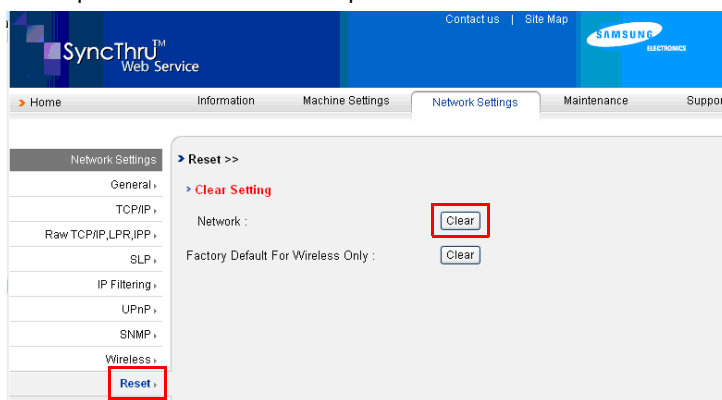 Contact us | Site Map
SAMSUNG
ELECTRONICS
SyncThru™
Web Service
Home
Information
Machine Settings
Network Settings
Maintenance
Suppor
Network Settings
General
TCP/IP
Raw TCP/IP,LPR,IPP
SLP
IP Filtering
UPnP
SNMP
Wireless
Reset
Reset >>
Clear Setting
Network : Clear
Factory Default For Wireless Only : Clear